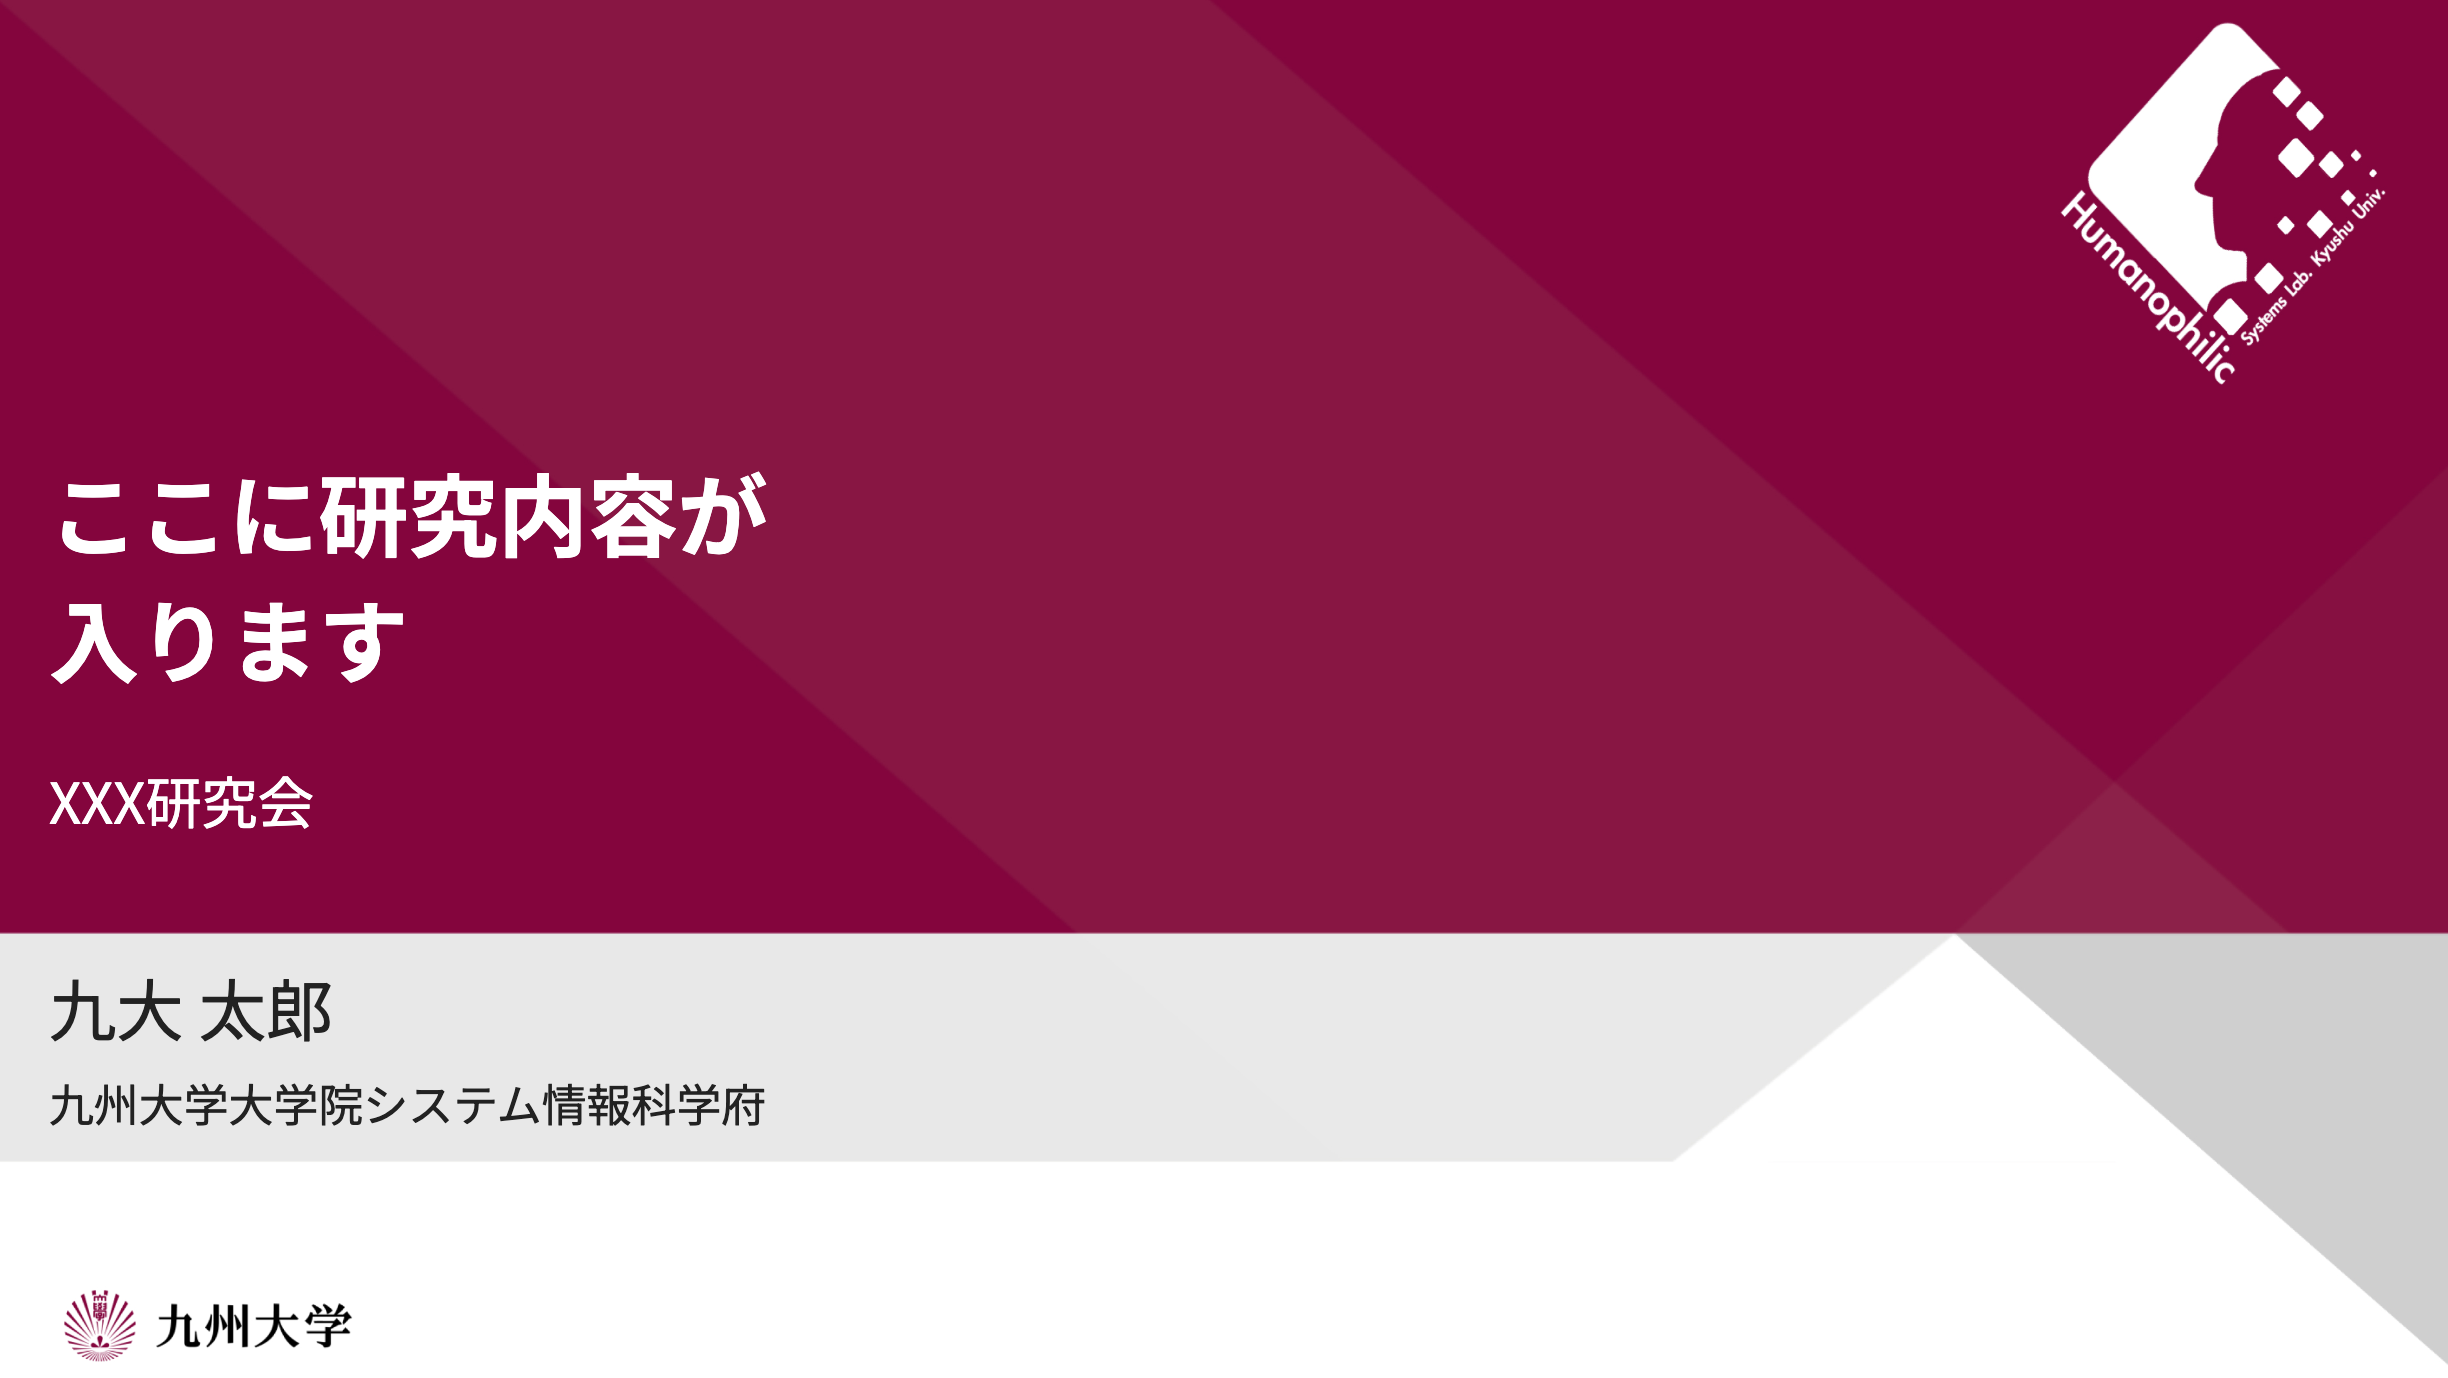 Humanophilic
Systems Lab. Kyushu Univ.
ここに研究内容が
入ります
XXX研究会
九大 太郎
九州大学大学院システム情報科学府
九州大学